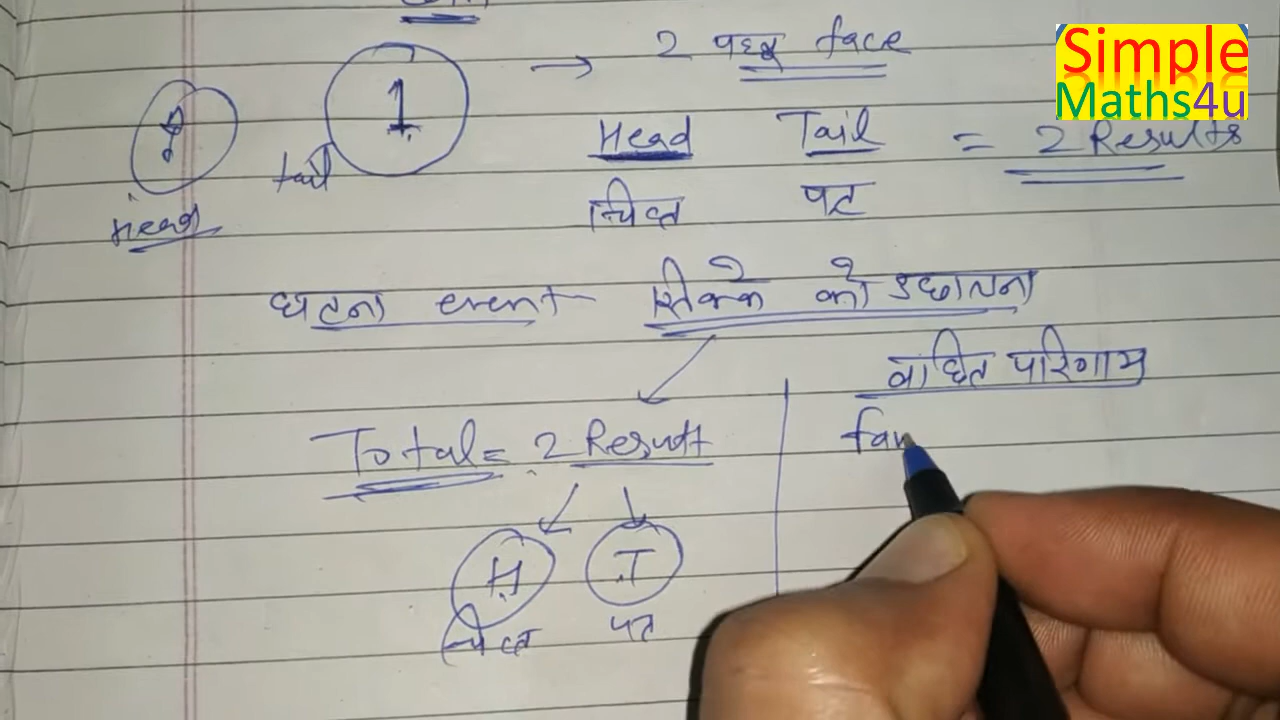 2 face
1
Head Tail = 2 Results
tail
चित्त पट
Head
घटना event सिक्के को उछालना
वांधित परिणाम
Total = 2 Result
fav
H T
चित्त पट
Simple
Maths4u